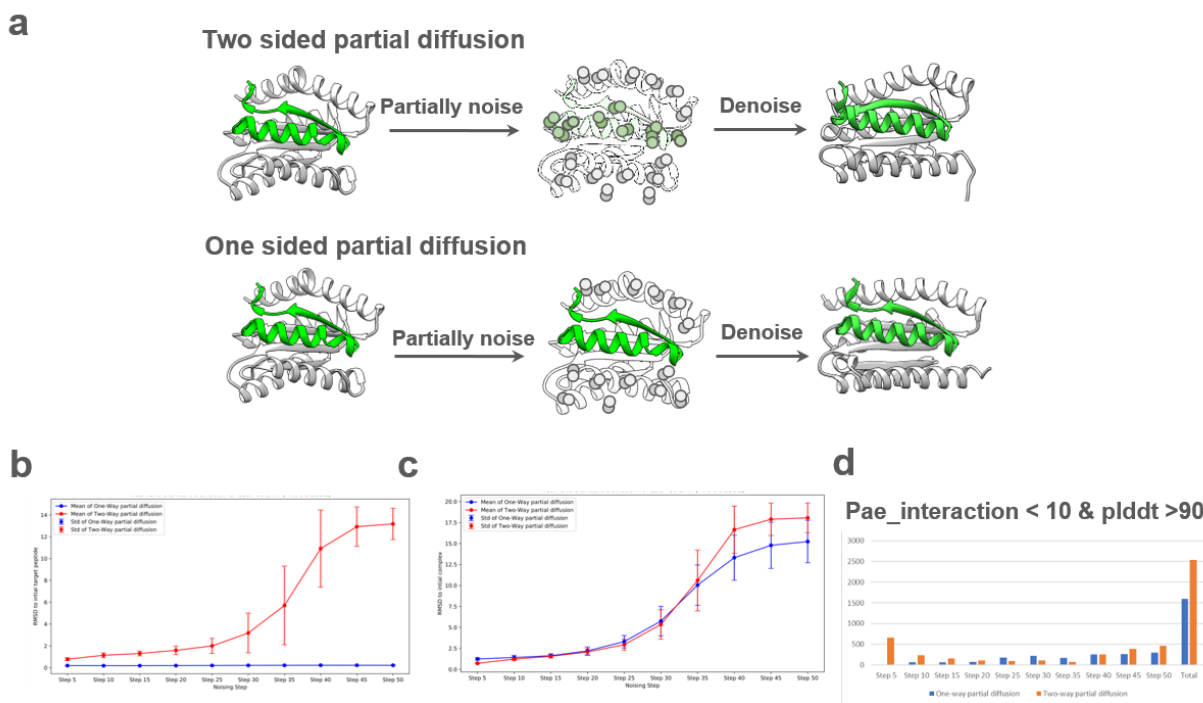 a
Two sided partial diffusion
Partially noise
Denoise
One sided partial diffusion
Partially noise
Denoise
b
Mean of One-Way partial diffusion
Mean of Two-Way partial diffusion
Std of One-Way partial diffusion
Std of Two-Way partial diffusion
RMSD to intial target peptide
14
12
10
8
6
4
2
0
Step 5 Step 10 Step 15 Step 20 Step 25 Step 30 Step 35 Step 40 Step 45 Step 50
Noising Step
c
Mean of One-Way partial diffusion
Mean of Two-Way partial diffusion
Std of One-Way partial diffusion
Std of Two-Way partial diffusion
RMSD to intial complex
20.0
17.5
15.0
12.5
10.0
7.5
5.0
2.5
0.0
Step 5 Step 10 Step 15 Step 20 Step 25 Step 30 Step 35 Step 40 Step 45 Step 50
Noising Step
d
Pae_interaction < 10 & plddt >90
3000
2500
2000
1500
1000
500
0
Step 5 Step 10 Step 15 Step 20 Step 25 Step 30 Step 35 Step 40 Step 45 Step 50 Total
One-way partial diffusion Two-way partial diffusion